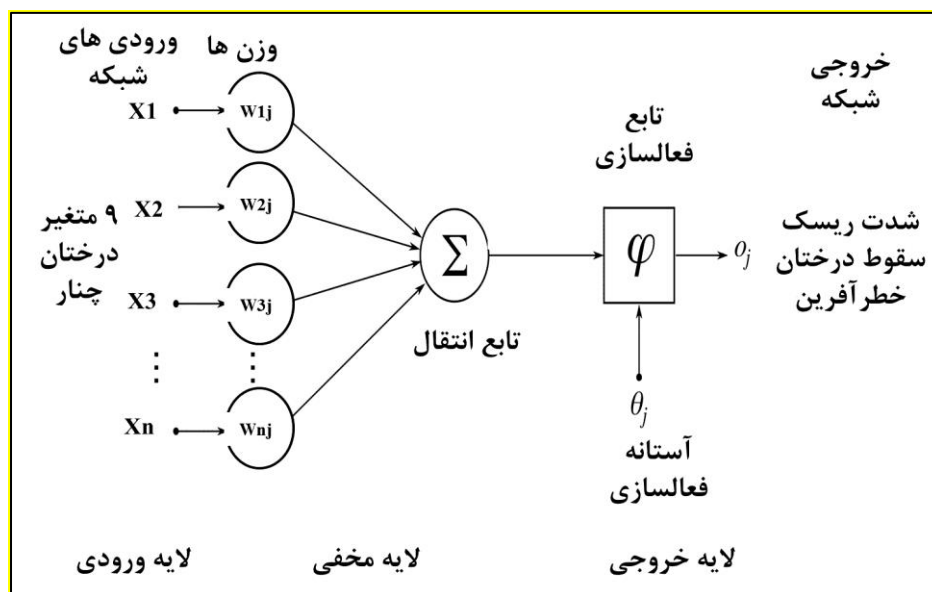 ورودی های
شبکه
وزن ها
خروجی
شبکه
X1
W1j
تابع
فعالسازی
X2
W2j
۹ متغیر
درختان
چنار
Σ
φ
oj
شدت ریسک
سقوط درختان
خطرآفرین
X3
W3j
تابع انتقال
⋮
⋮
θj
Xn
Wnj
آستانه
فعالسازی
لایه ورودی
لایه مخفی
لایه خروجی